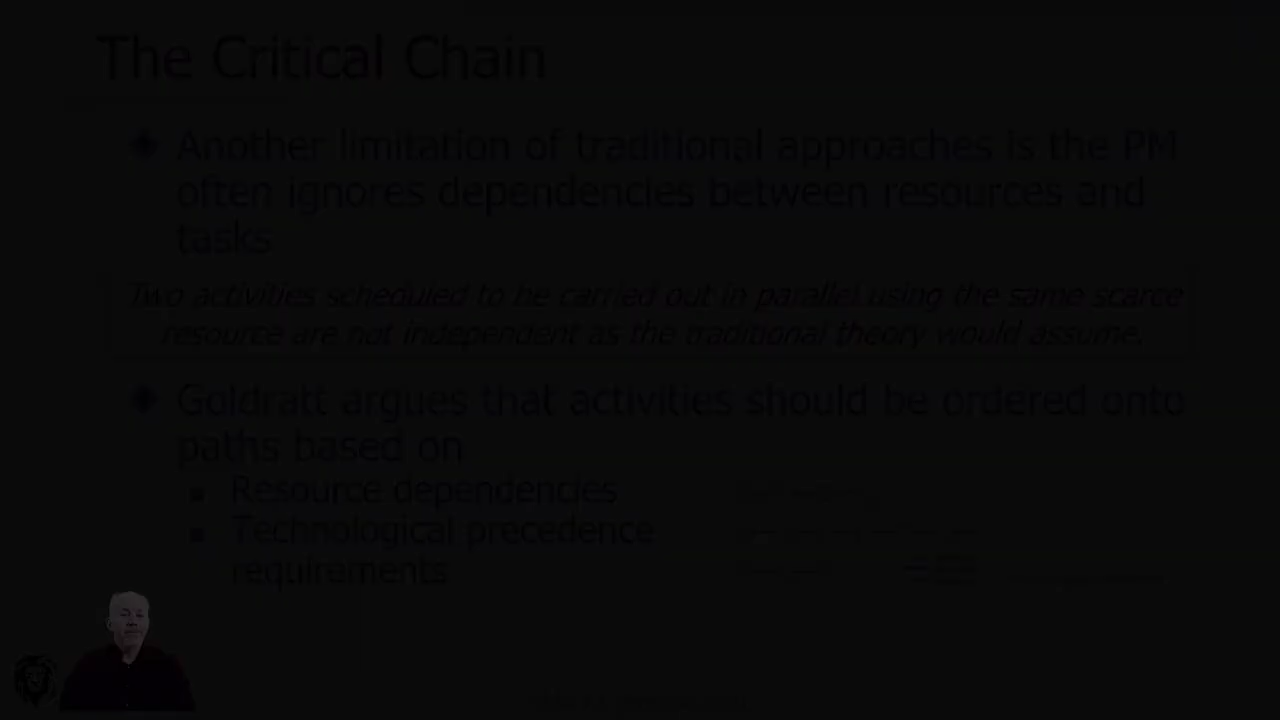 The Critical Chain
Another limitation of traditional approaches is the PM
often ignores dependencies between resources and
tasks
Two activities scheduled to be carried out in parallel using the same scarce
resource are not independent as the traditional theory would assume.
Goldratt argues that activities should be ordered onto
paths based on
Resource dependencies
Technological precedence
requirements